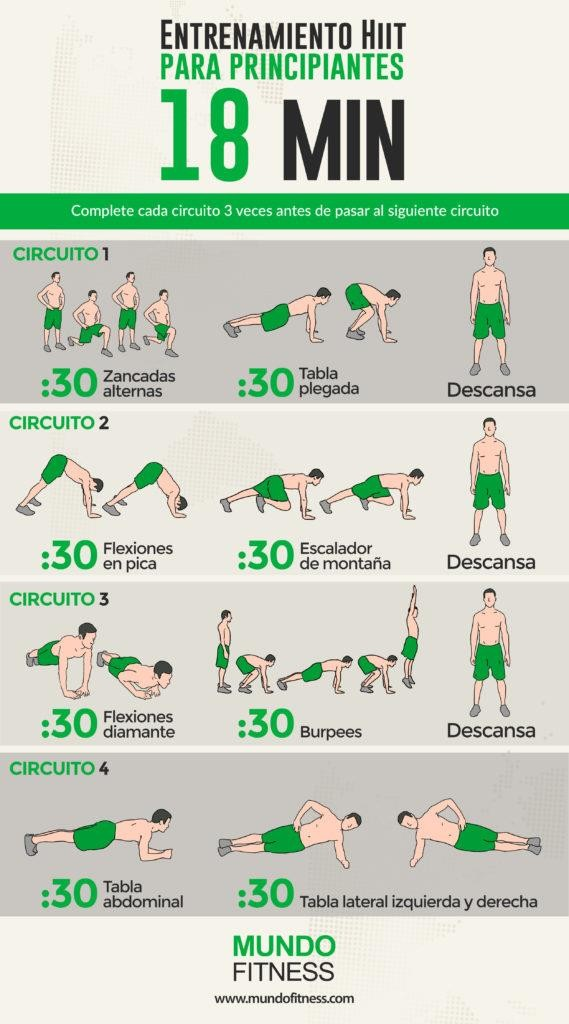 ENTRENAMIENTO HIIT
PARA PRINCIPIANTES
18 MIN
Complete cada circuito 3 veces antes de pasar al siguiente circuito
CIRCUITO 1
:30 Zancadas
alternas
:30 Tabla
plegada
Descansa
CIRCUITO 2
:30 Flexiones
en pica
:30 Escalador
de montaña
Descansa
CIRCUITO 3
:30 Flexiones
diamante
:30 Burpees
Descansa
CIRCUITO 4
:30 Tabla
abdominal
:30 Tabla lateral izquierda y derecha
MUNDO
FITNESS
www.mundofitness.com